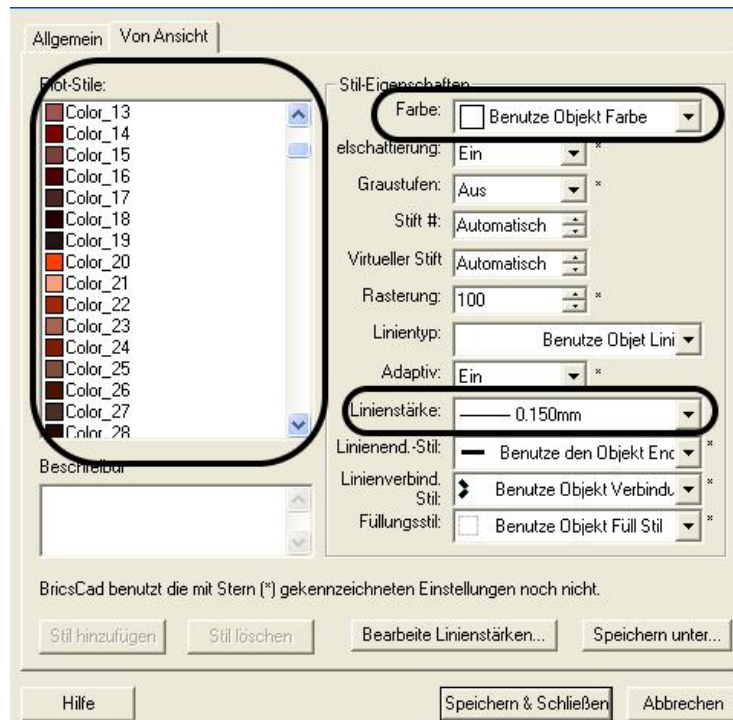 Allgemein
Von Ansicht
Plot-Stile:
Color_13
Color_14
Color_15
Color_16
Color_17
Color_18
Color_19
Color_20
Color_21
Color_22
Color_23
Color_24
Color_25
Color_26
Color_27
Color_28
Beschreibur
Stil-Eigenschaften
Farbe: Benutze Objekt Farbe
elschattierung: Ein *
Graustufen: Aus *
Stift #: Automatisch
Virtueller Stift Automatisch
Rasterung: 100 *
Linientyp: Benutze Objet Lini
Adaptiv: Ein *
Linienstärke: 0.150mm
Linienend.-Stil: Benutze den Objekt Enc *
Linienverbind. Benutze Objekt Verbindu *
Stil:
Füllungsstil: Benutze Objekt Füll Stil *
BricsCad benutzt die mit Stern (*) gekennzeichneten Einstellungen noch nicht.
Stil hinzufügen
Stil löschen
Bearbeite Linienstärken...
Speichern unter...
Hilfe
Speichern & Schließen
Abbrechen